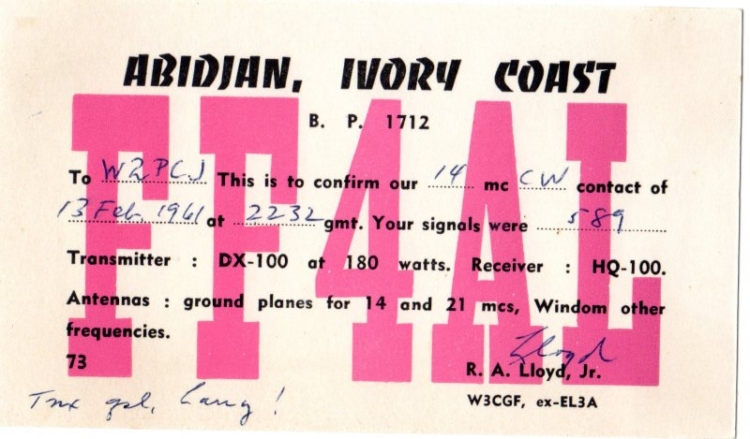 ABIDJAN, IVORY COAST
FF4AL
B. P. 1712
To W2PCJ This is to confirm our 14 mc CW contact of
13 Feb. 1961 at 2232 gmt. Your signals were 589
Transmitter : DX-100 at 180 watts. Receiver : HQ-100.
Antennas : ground planes for 14 and 21 mcs, Windom other
frequencies.
73
Lloyd
R. A. Lloyd, Jr.
W3CGF, ex-EL3A
Tnx qsl, Larry!